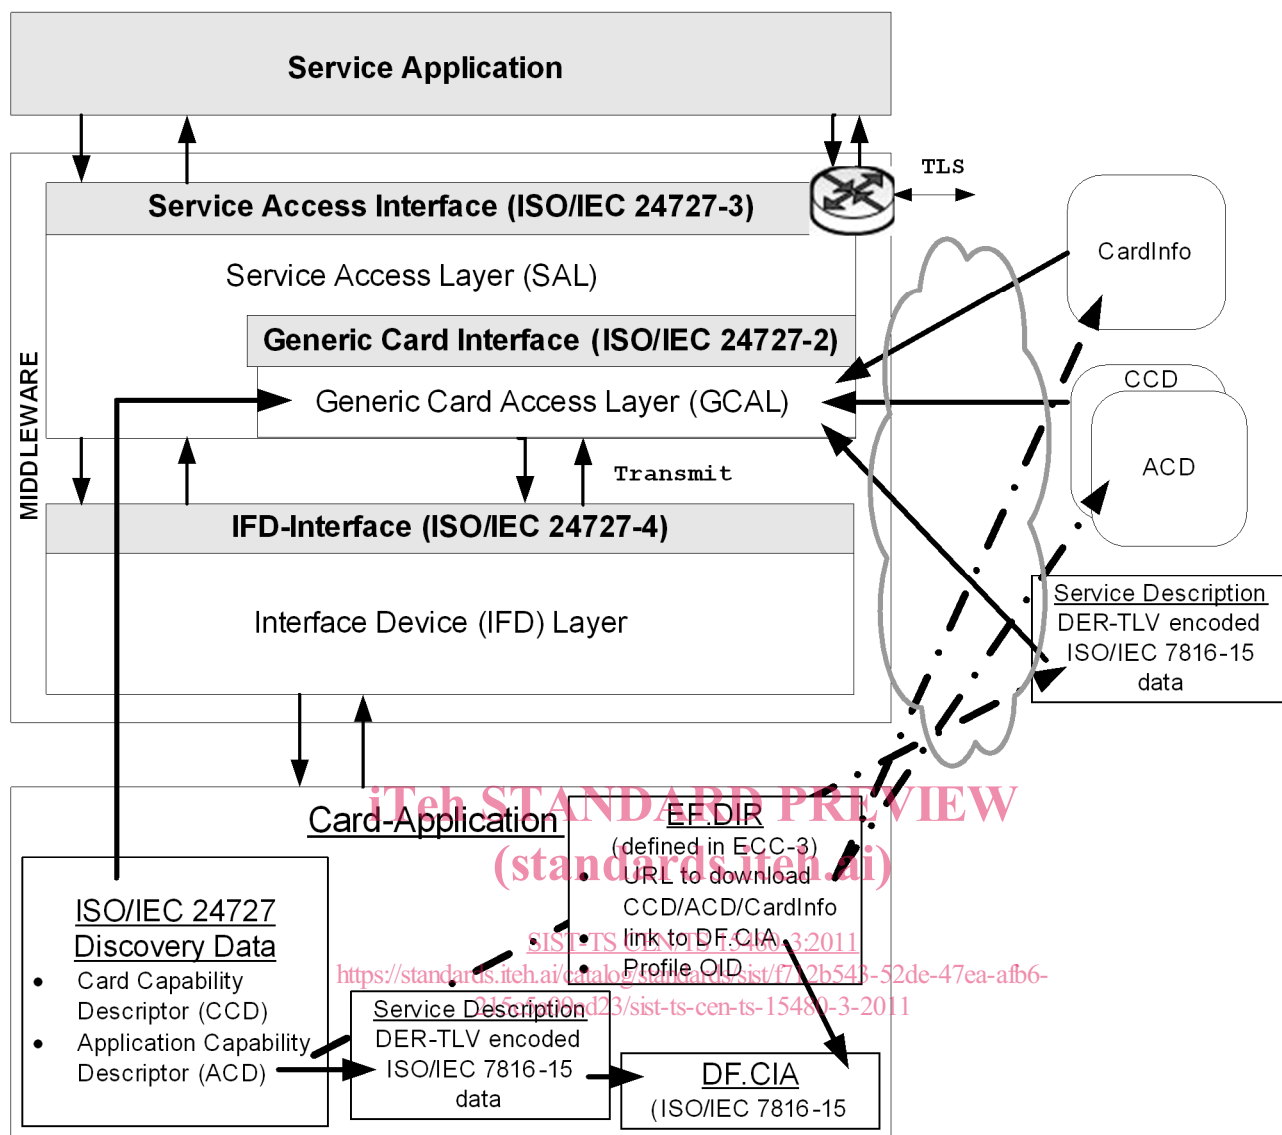 Service Application
TLS
Service Access Interface (ISO/IEC 24727-3)
CardInfo
Service Access Layer (SAL)
Generic Card Interface (ISO/IEC 24727-2)
MIDDLEWARE
CCD
Generic Card Access Layer (GCAL)
ACD
Transmit
IFD-Interface (ISO/IEC 24727-4)
Service Description
DER-TLV encoded
ISO/IEC 7816-15
data
Interface Device (IFD) Layer
iTeh STANDARD PREVIEW
(standards.iteh.ai)
Card-Application
EF.DIR
(defined in ECC-3)
• URL to download
CCD/ACD/CardInfo
• link to DF.CIA
• Profile OID
SIST-TS CEN/TS 15480-3:2011
https://standards.iteh.ai/catalog/standards/sist/f712b543-52de-47ea-afb6-
ISO/IEC 24727
Discovery Data
• Card Capability
Descriptor (CCD)
• Application Capability
Descriptor (ACD)
Service Description
DER-TLV encoded
ISO/IEC 7816-15
data
DF.CIA
(ISO/IEC 7816-15